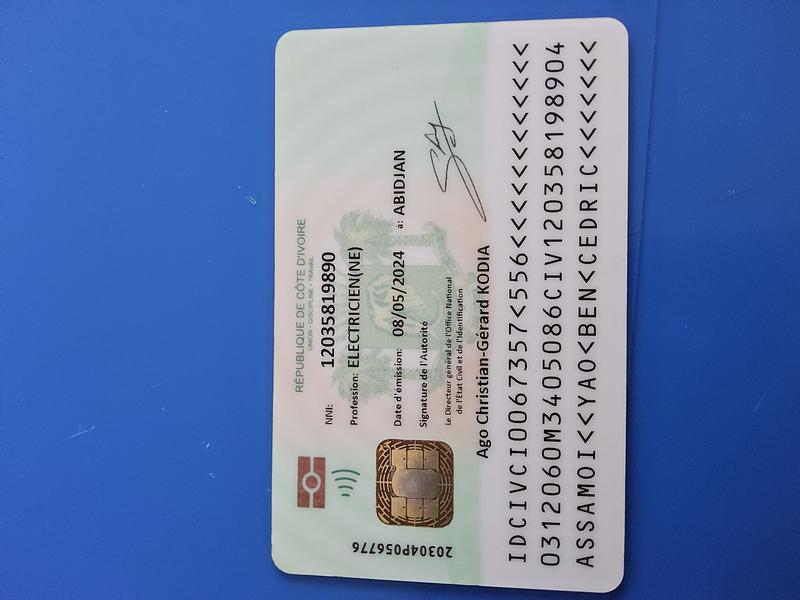 RÉPUBLIQUE DE CÔTE D'IVOIRE
UNION - DISCIPLINE - TRAVAIL
NNI: 12035819890
Profession: ELECTRICIEN(NE)
Date d'émission: 08/05/2024 à: ABIDJAN
Signature de l'Autorité
Le Directeur général de l'Office National
de l'Etat Civil et de l'Identification
Ago Christian-Gérard KODIA
20304P056776
IDCIVCI0067357<556<<<<<<<<<<<<
0312060M3405086CIV120358198904
ASSAMOI<<YAO<BEN<CEDRIC<<<<<<<